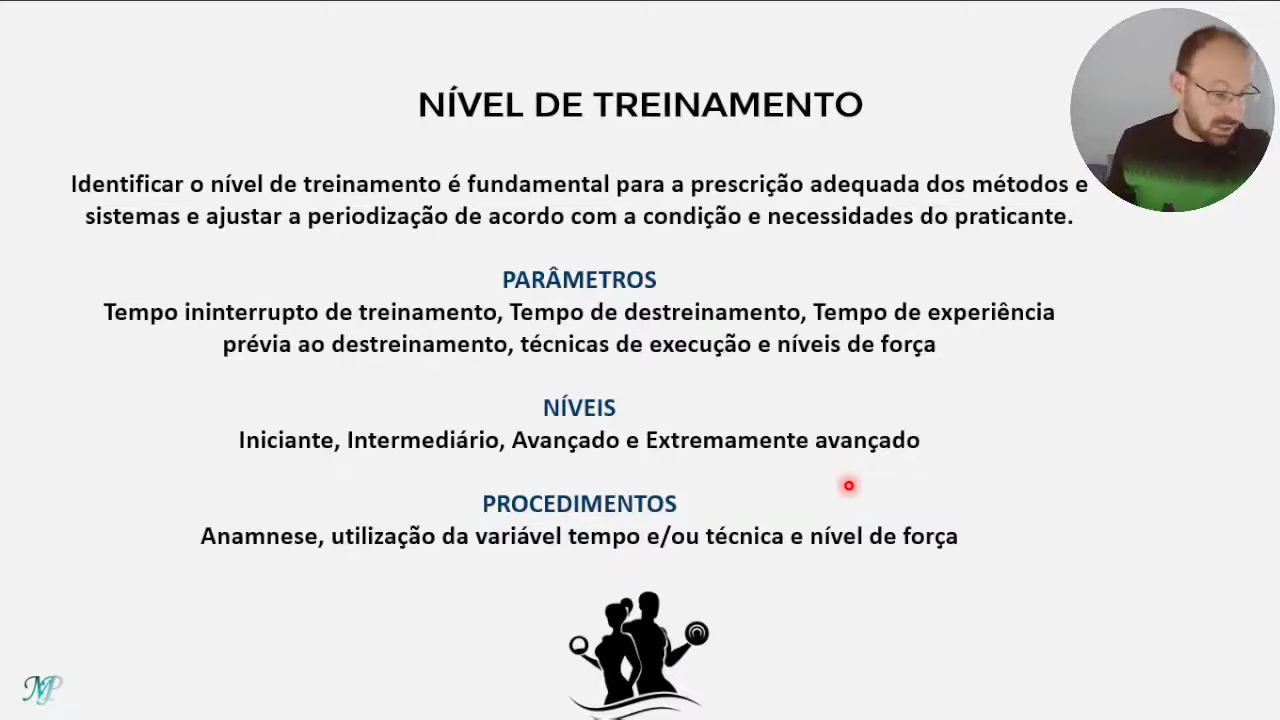 NÍVEL DE TREINAMENTO
Identificar o nível de treinamento é fundamental para a prescrição adequada dos métodos e
sistemas e ajustar a periodização de acordo com a condição e necessidades do praticante.
PARÂMETROS
Tempo ininterrupto de treinamento, Tempo de destreinamento, Tempo de experiência
prévia ao destreinamento, técnicas de execução e níveis de força
NÍVEIS
Iniciante, Intermediário, Avançado e Extremamente avançado
PROCEDIMENTOS
Anamnese, utilização da variável tempo e/ou técnica e nível de força